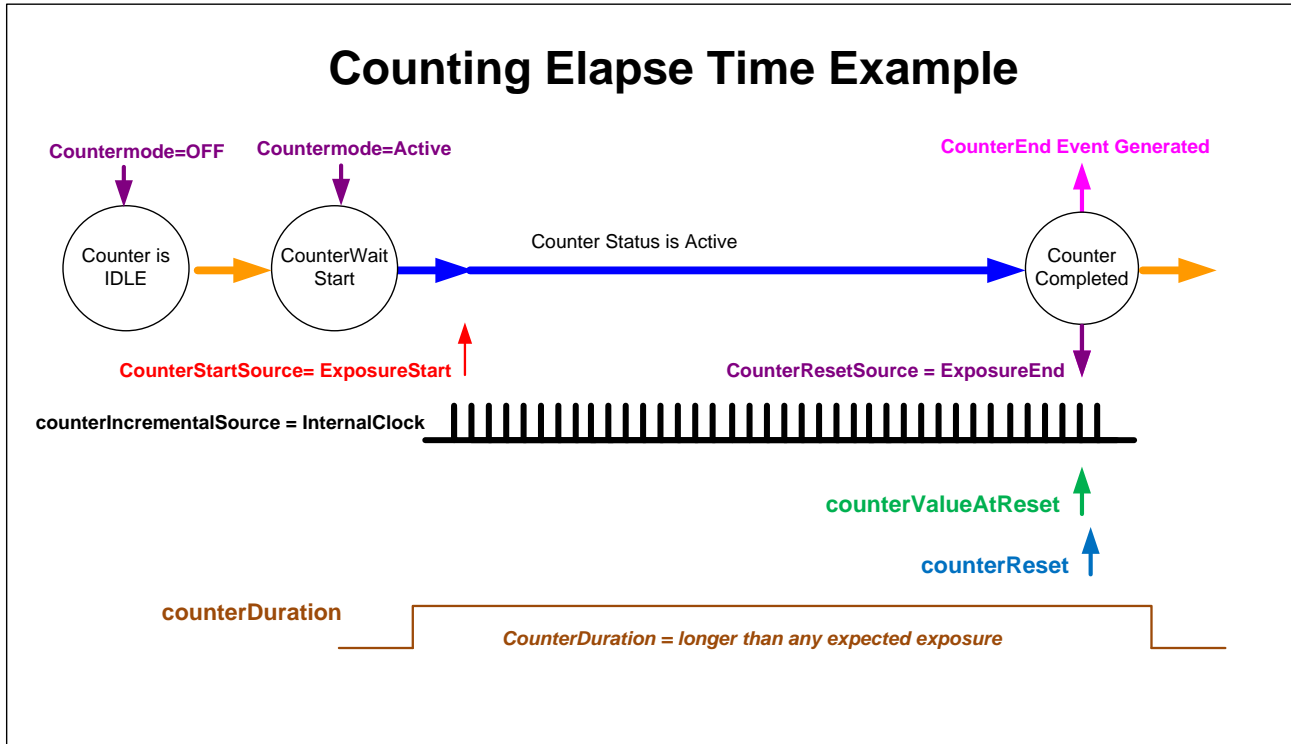 Counting Elapse Time Example
Countermode=OFF
Countermode=Active
CounterEnd Event Generated
Counter is
IDLE
CounterWait
Start
Counter Status is Active
Counter
Completed
CounterStartSource= ExposureStart
CounterResetSource = ExposureEnd
counterIncrementalSource = InternalClock
counterValueAtReset
counterReset
counterDuration
CounterDuration = longer than any expected exposure